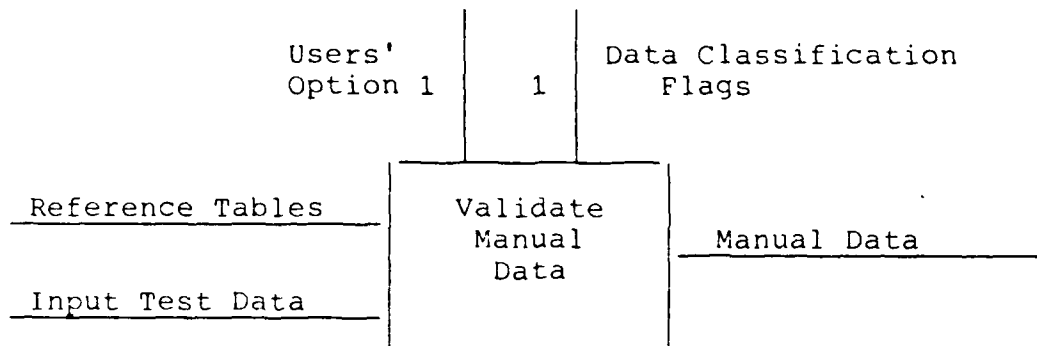 Users'
Option 1
1
Data Classification
Flags
Reference Tables
Input Test Data
Validate
Manual
Data
Manual Data